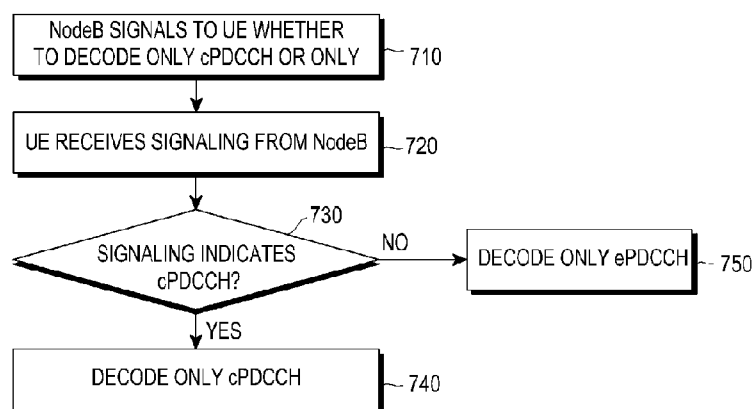 NodeB SIGNALS TO UE WHETHER
TO DECODE ONLY cPDCCH OR ONLY
710
UE RECEIVES SIGNALING FROM NodeB
720
730
SIGNALING INDICATES
cPDCCH?
NO
DECODE ONLY ePDCCH
750
YES
DECODE ONLY cPDCCH
740